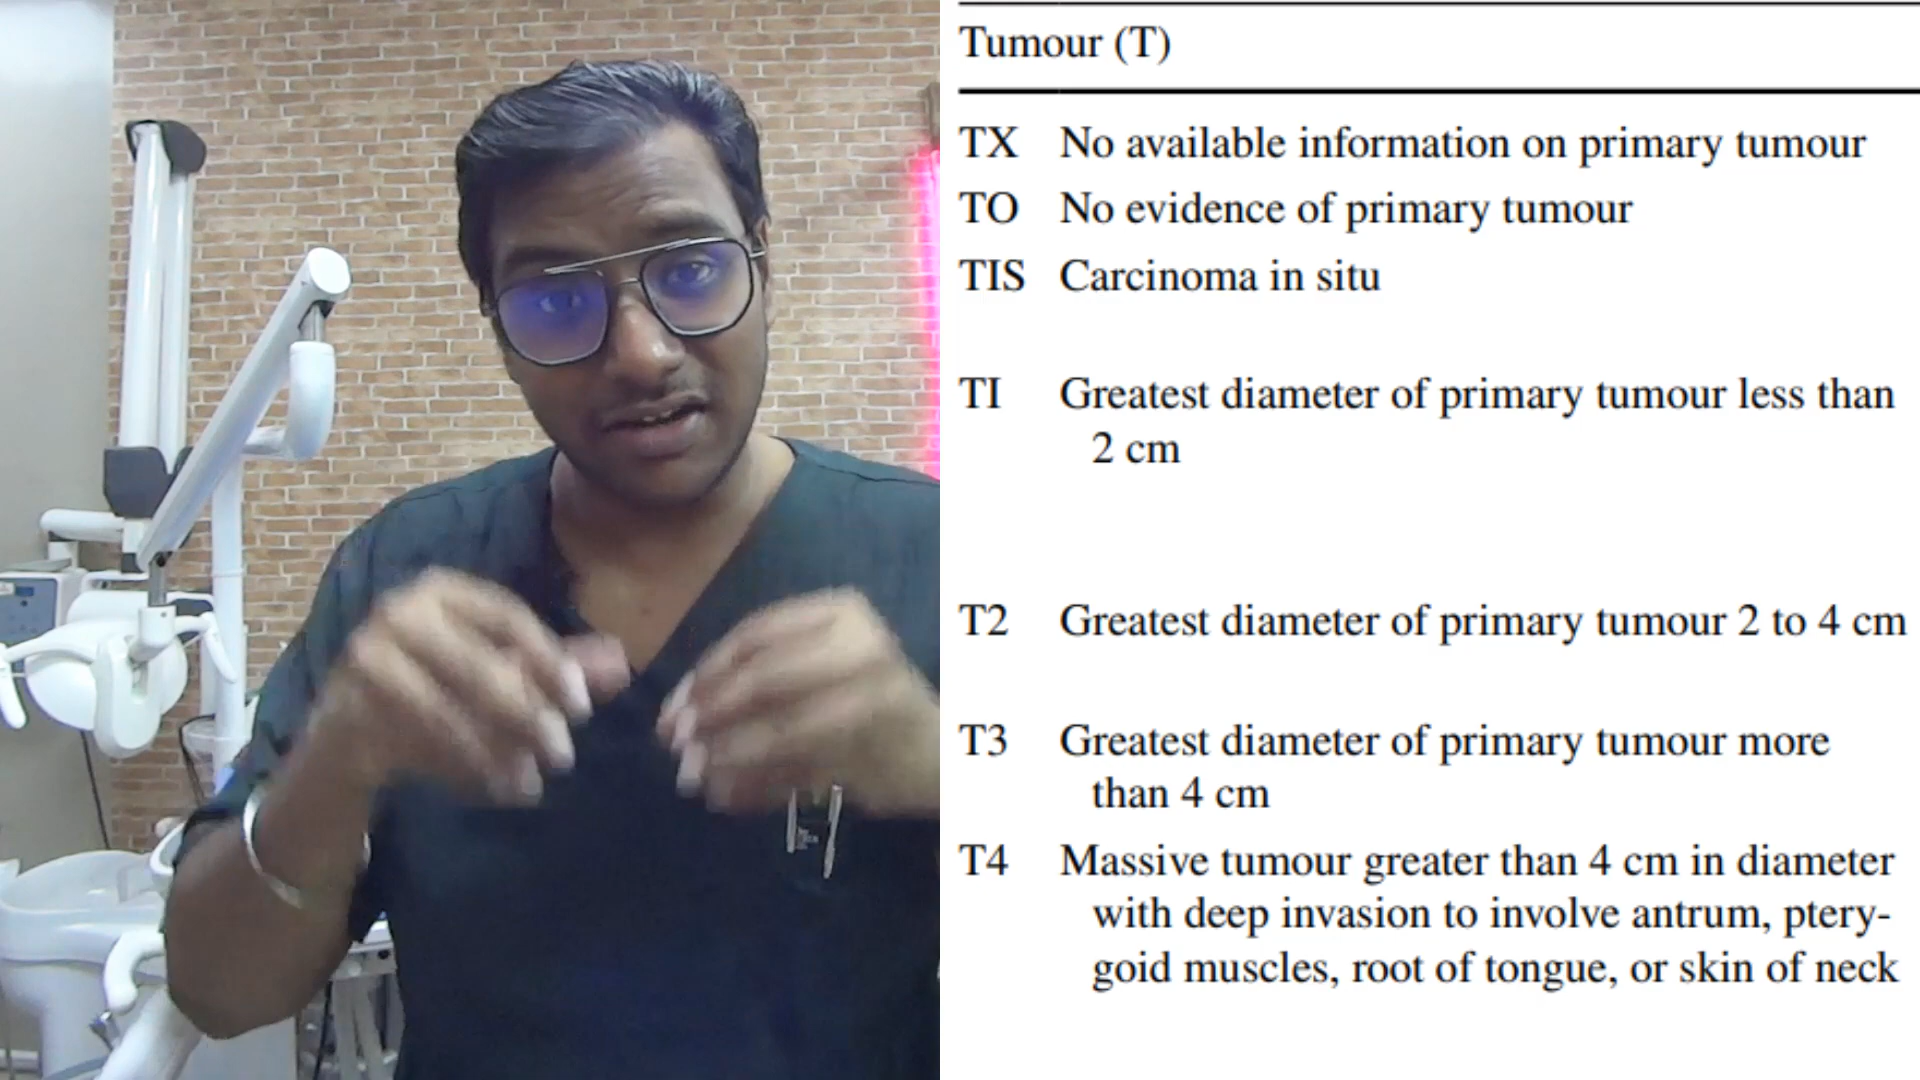 Tumour (T)
TX No available information on primary tumour
TO No evidence of primary tumour
TIS Carcinoma in situ
TI Greatest diameter of primary tumour less than
2 cm
T2 Greatest diameter of primary tumour 2 to 4 cm
T3 Greatest diameter of primary tumour more
than 4 cm
T4 Massive tumour greater than 4 cm in diameter
with deep invasion to involve antrum, ptery-
goid muscles, root of tongue, or skin of neck